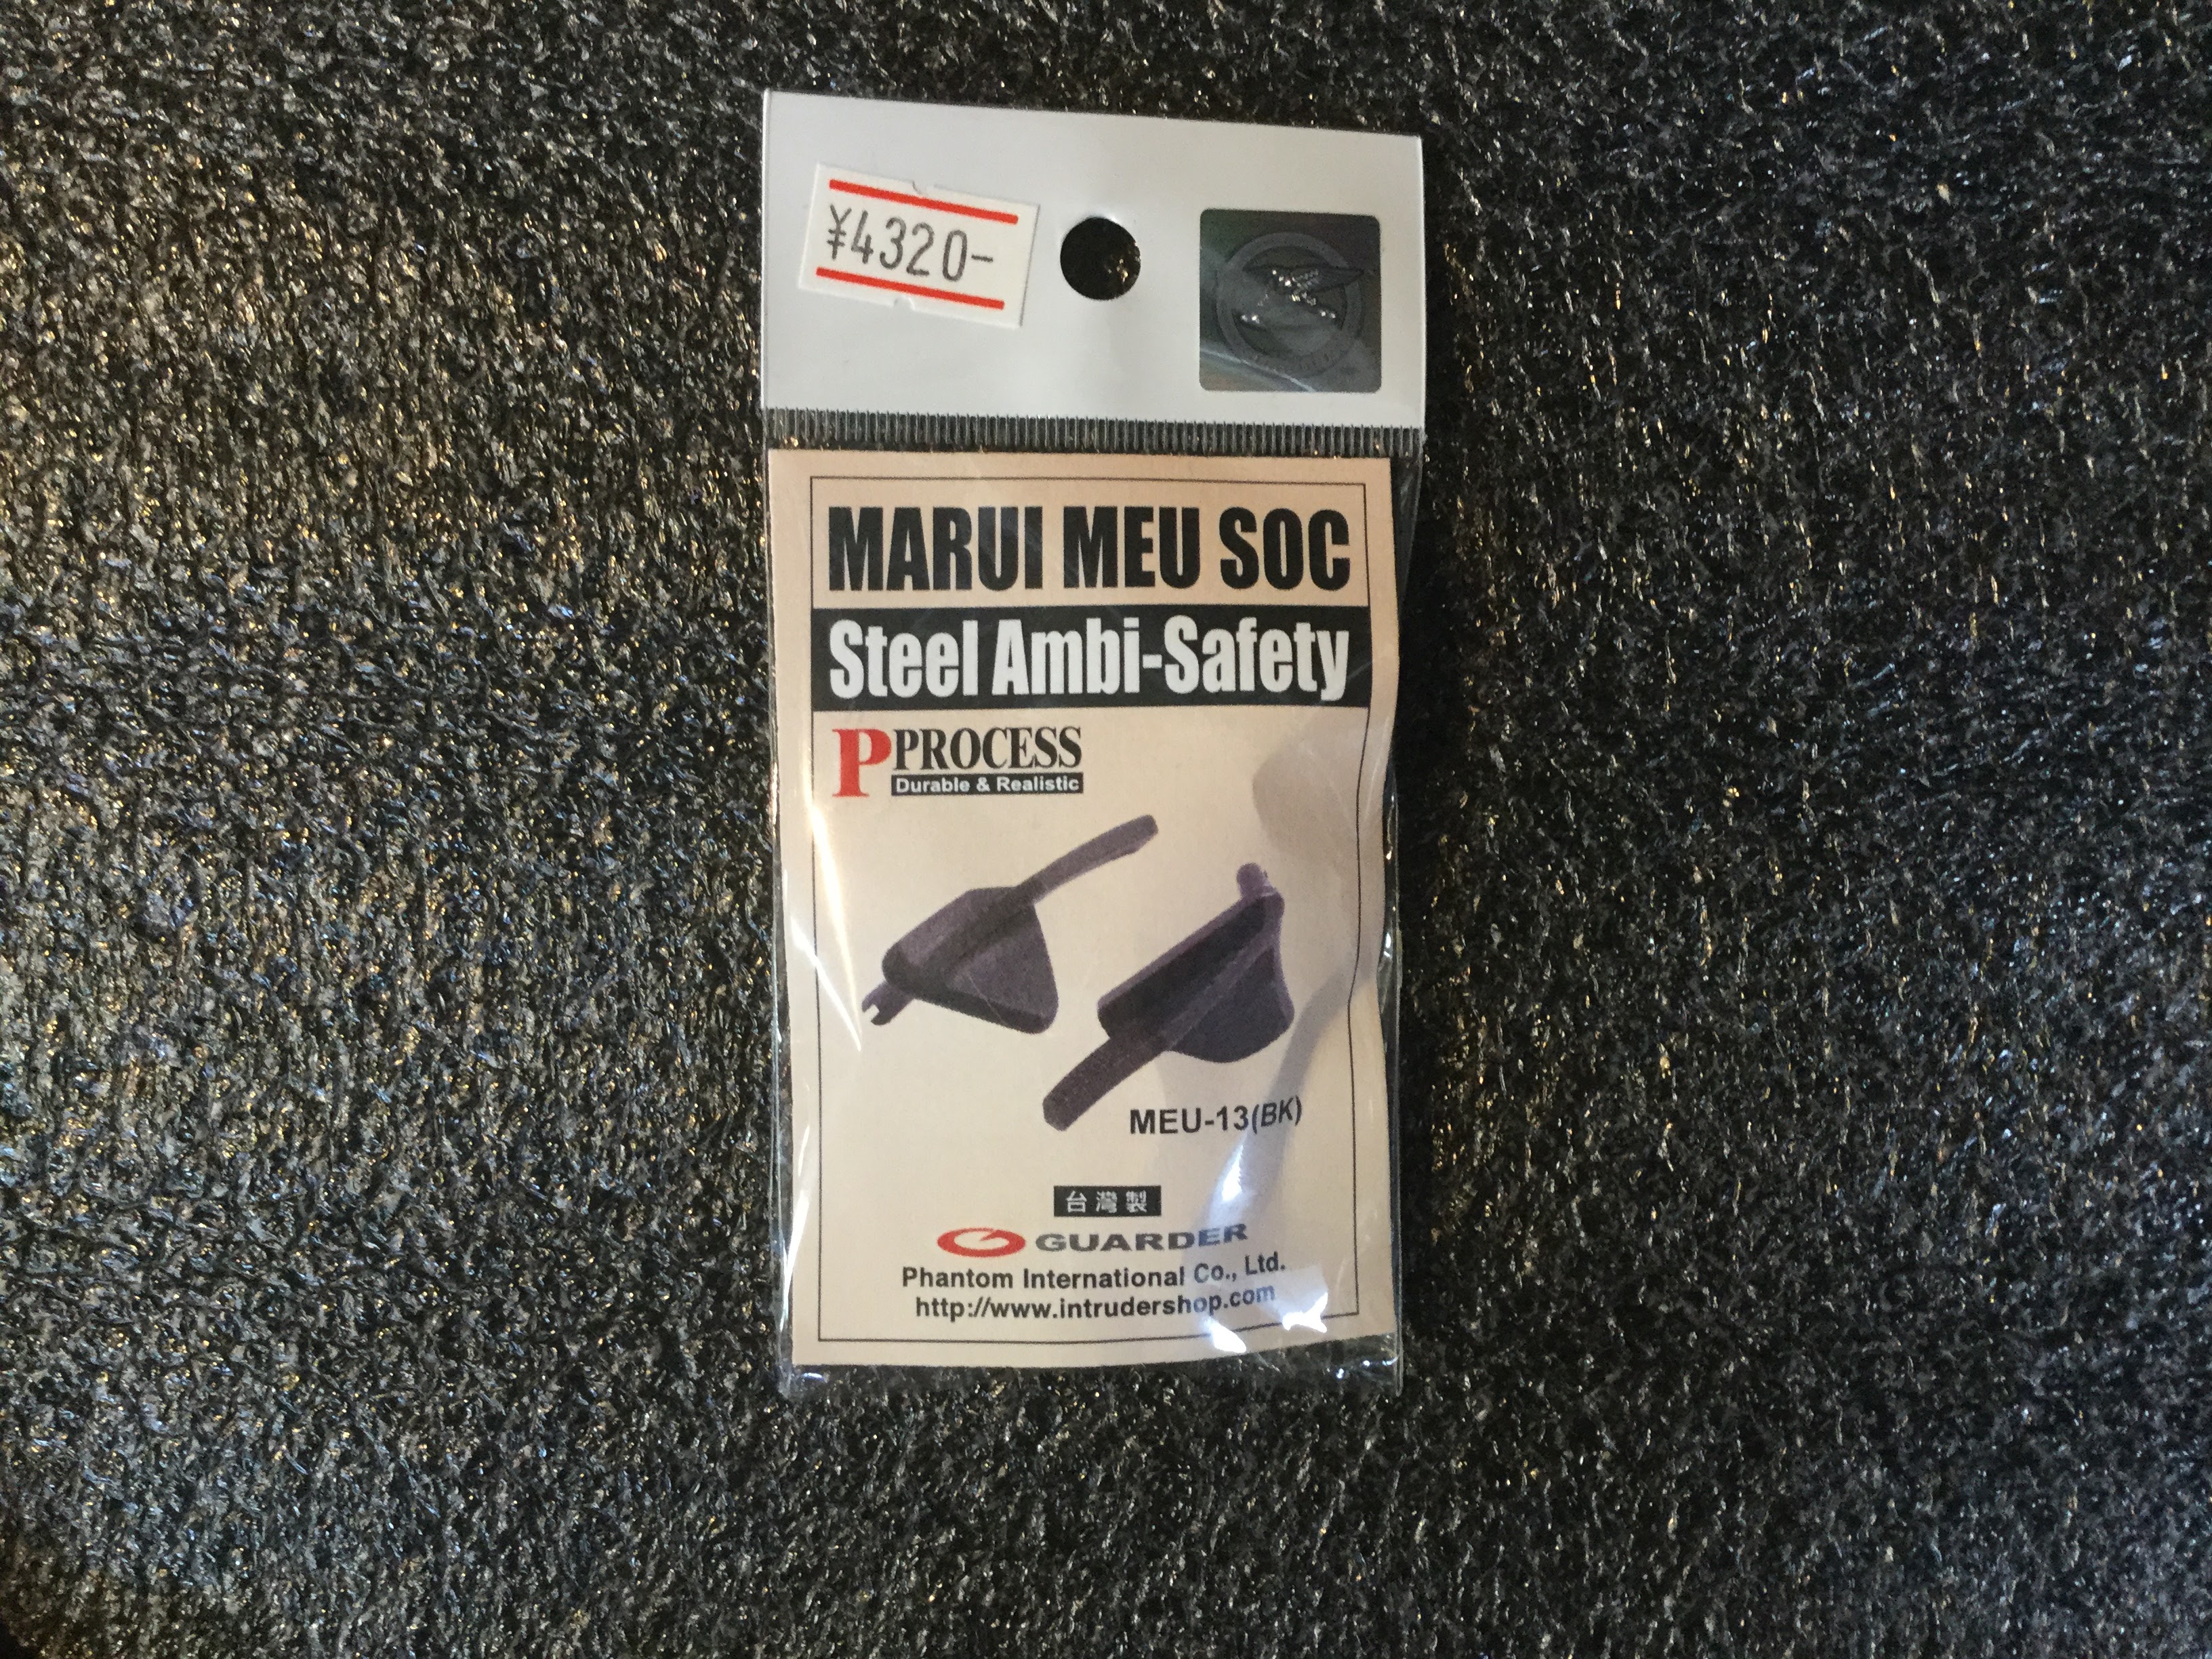 ¥4320-
MARUI MEU SOC
Steel Ambi-Safety
P PROCESS
Durable & Realistic
MEU-13(BK)
台灣製
GUARDER
Phantom International Co., Ltd.
http://www.intrudershop.com